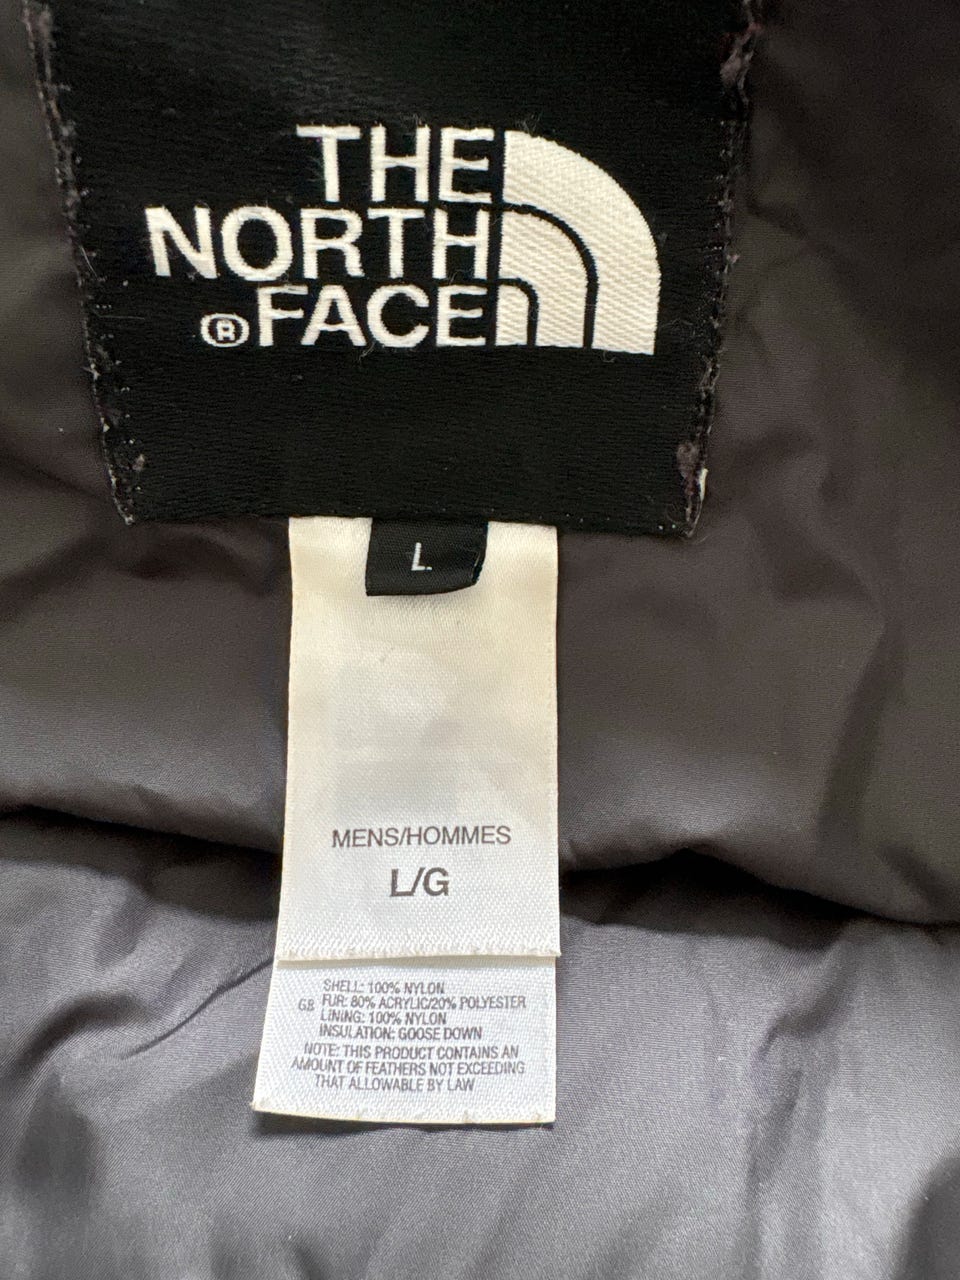 THE
NORTH
®FACE
L
MENS/HOMMES
L/G
SHELL: 100% NYLON
GB FUR: 80% ACRYLIC/20% POLYESTER
LINING: 100% NYLON
INSULATION: GOOSE DOWN
NOTE: THIS PRODUCT CONTAINS AN
AMOUNT OF FEATHERS NOT EXCEEDING
THAT ALLOWABLE BY LAW